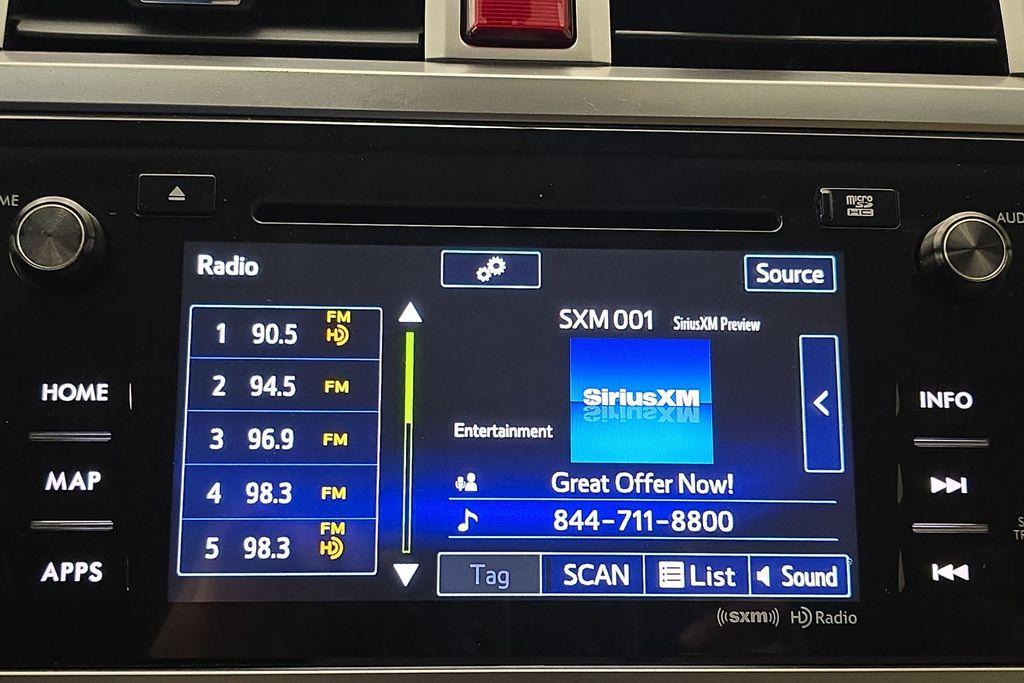 ME
micro
SD
HC
AUD
Radio
Source
SXM 001 SiriusXM Preview
1 90.5 FM HD
2 94.5 FM
3 96.9 FM
4 98.3 FM
5 98.3 FM HD
SiriusXM
Entertainment
Great Offer Now!
844-711-8800
Tag SCAN List Sound
HOME
MAP
APPS
INFO
((sxm)) HD Radio